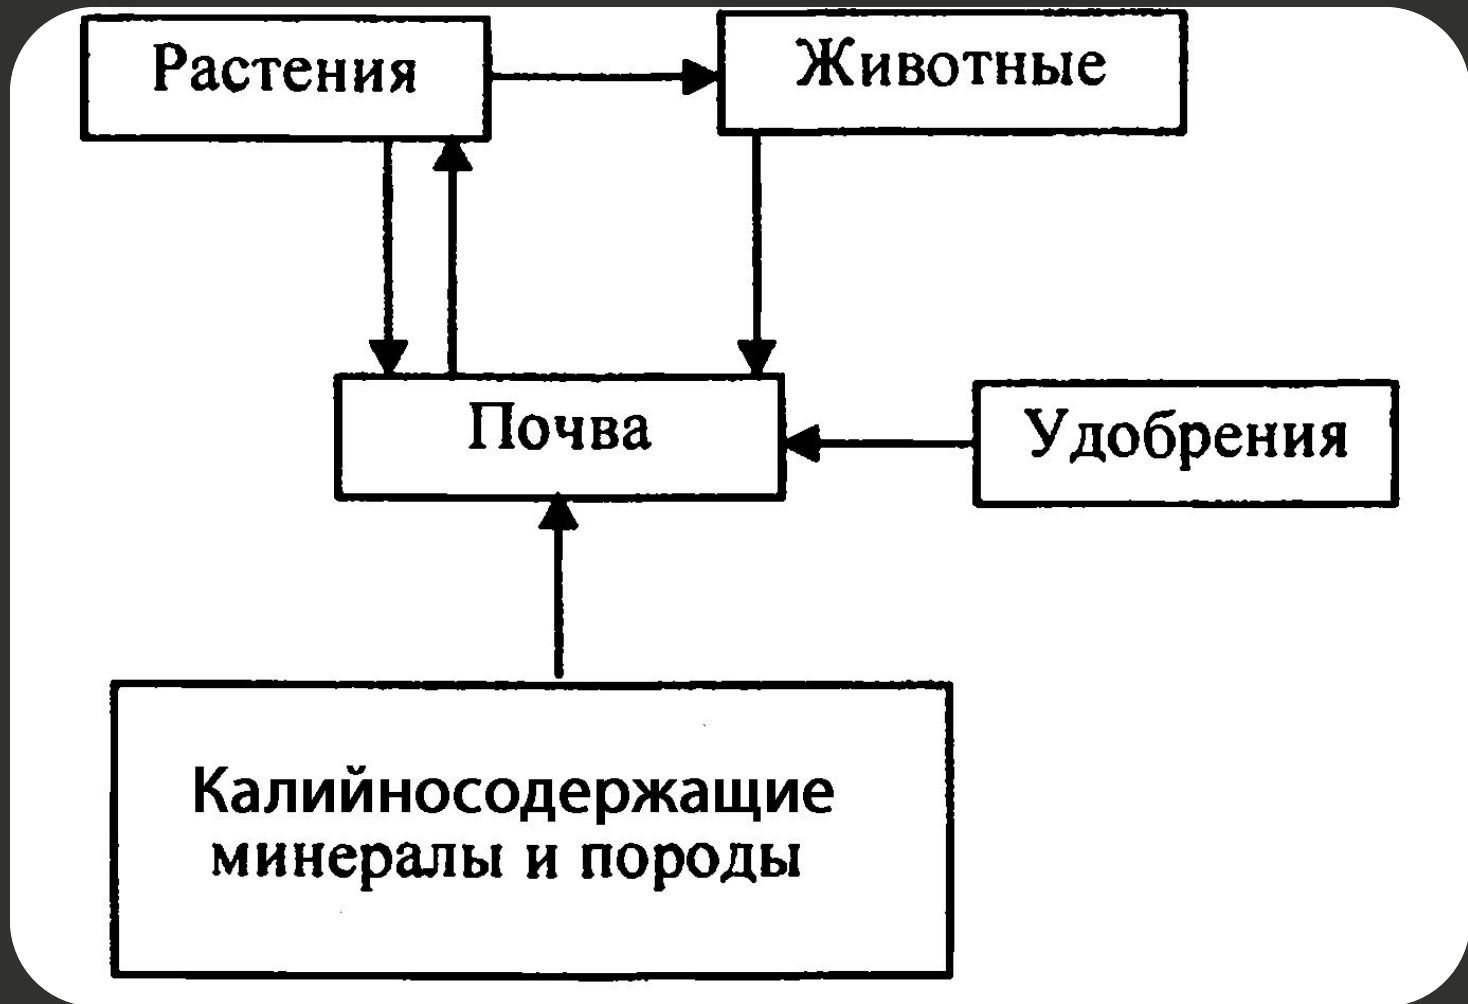 Растения
Животные
Почва
Удобрения
Калийносодержащие
минералы и породы